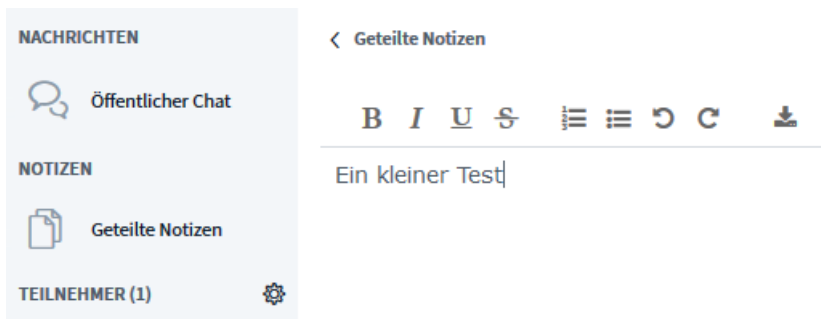 NACHRICHTEN
Öffentlicher Chat
NOTIZEN
Geteilte Notizen
TEILNEHMER (1)
Geteilte Notizen
B I U S
Ein kleiner Test